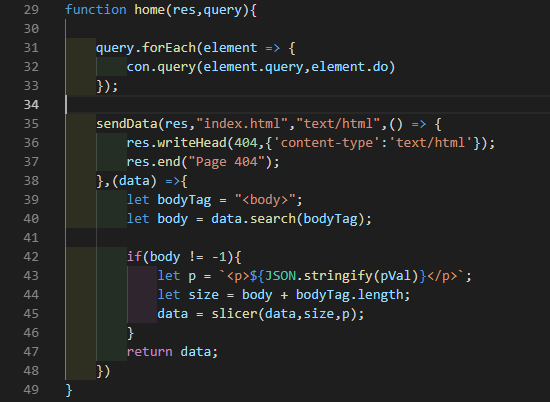 29 function home(res,query){
30
31     query.forEach(element => {
32         con.query(element.query,element.do)
33     });
34
35     sendData(res,"index.html","text/html",() => {
36         res.writeHead(404,{'content-type':'text/html'});
37         res.end("Page 404");
38     },(data) =>{
39         let bodyTag = "<body>";
40         let body = data.search(bodyTag);
41
42         if(body != -1){
43             let p = `<p>${JSON.stringify(pVal)}</p>`;
44             let size = body + bodyTag.length;
45             data = slicer(data,size,p);
46         }
47         return data;
48     })
49 }